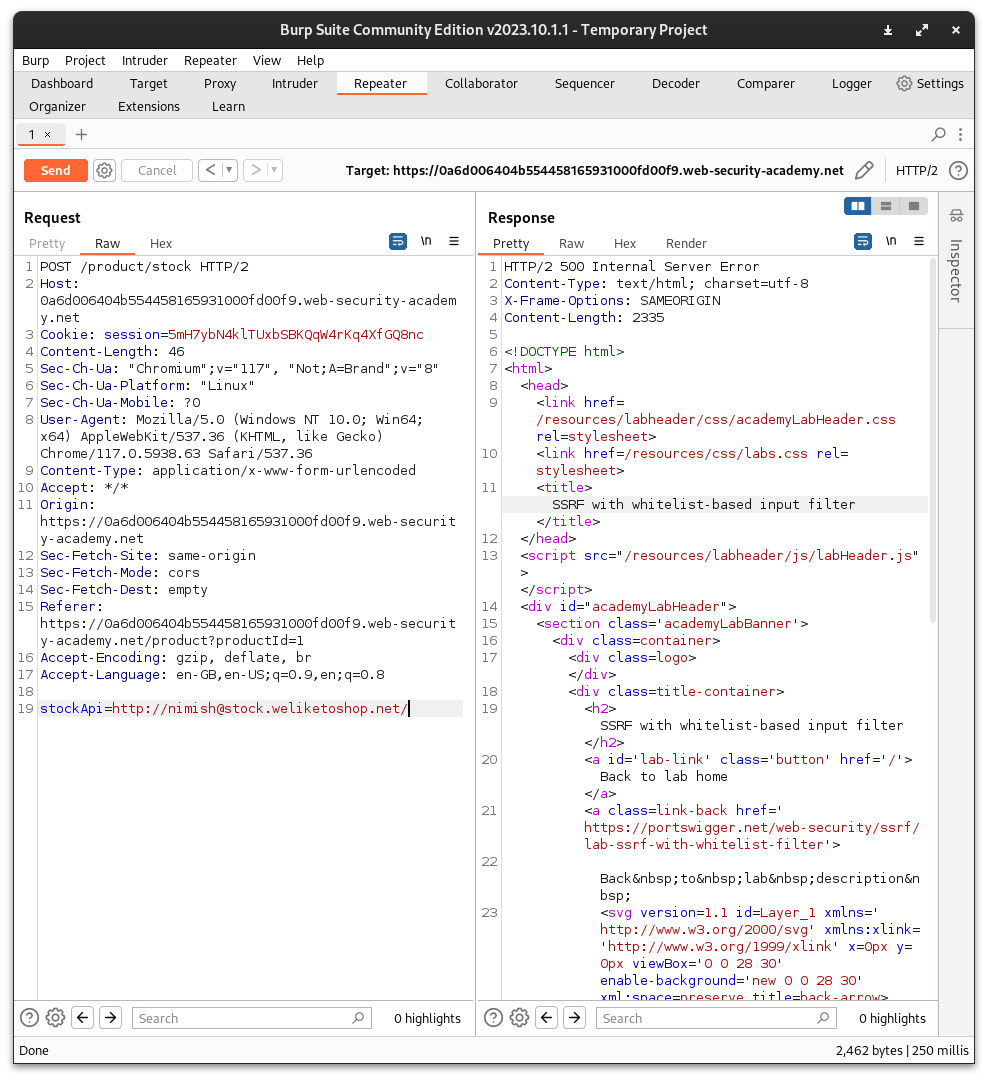 Burp Suite Community Edition v2023.10.1.1 - Temporary Project
Burp Project Intruder Repeater View Help
Dashboard Target Proxy Intruder Repeater Collaborator Sequencer Decoder Comparer Logger Settings
Organizer Extensions Learn
1 × +
Send Cancel < > Target: https://0a6d006404b554458165931000fd00f9.web-security-academy.net HTTP/2 ?
Request
Pretty Raw Hex \n
1 POST /product/stock HTTP/2
2 Host:
0a6d006404b554458165931000fd00f9.web-security-academ
y.net
3 Cookie: session=5mH7ybN4klTUxbSBKQqW4rKq4XfGQ8nc
4 Content-Length: 46
5 Sec-Ch-Ua: "Chromium";v="117", "Not;A=Brand";v="8"
6 Sec-Ch-Ua-Platform: "Linux"
7 Sec-Ch-Ua-Mobile: ?0
8 User-Agent: Mozilla/5.0 (Windows NT 10.0; Win64;
x64) AppleWebKit/537.36 (KHTML, like Gecko)
Chrome/117.0.5938.63 Safari/537.36
9 Content-Type: application/x-www-form-urlencoded
10 Accept: */*
11 Origin:
https://0a6d006404b554458165931000fd00f9.web-securit
y-academy.net
12 Sec-Fetch-Site: same-origin
13 Sec-Fetch-Mode: cors
14 Sec-Fetch-Dest: empty
15 Referer:
https://0a6d006404b554458165931000fd00f9.web-securit
y-academy.net/product?productId=1
16 Accept-Encoding: gzip, deflate, br
17 Accept-Language: en-GB,en-US;q=0.9,en;q=0.8
18
19 stockApi=http://nimish@stock.weliketoshop.net/
? Search 0 highlights
Response
Pretty Raw Hex Render \n
1 HTTP/2 500 Internal Server Error
2 Content-Type: text/html; charset=utf-8
3 X-Frame-Options: SAMEORIGIN
4 Content-Length: 2335
5
6 <!DOCTYPE html>
7 <html>
8 <head>
9 <link href=
/resources/labheader/css/academyLabHeader.css
rel=stylesheet>
10 <link href=/resources/css/labs.css rel=
stylesheet>
11 <title>
SSRF with whitelist-based input filter
</title>
12 </head>
13 <script src="/resources/labheader/js/labHeader.js"
>
</script>
14 <div id="academyLabHeader">
15 <section class='academyLabBanner'>
16 <div class=container>
17 <div class=logo>
</div>
18 <div class=title-container>
19 <h2>
SSRF with whitelist-based input filter
</h2>
20 <a id='lab-link' class='button' href='/'>
Back to lab home
</a>
21 <a class=link-back href='
https://portswigger.net/web-security/ssrf/
lab-ssrf-with-whitelist-filter'>
22
Back&nbsp;to&nbsp;lab&nbsp;description&n
bsp;
23 <svg version=1.1 id=Layer_1 xmlns='
http://www.w3.org/2000/svg' xmlns:xlink=
'http://www.w3.org/1999/xlink' x=0px y=
0px viewBox='0 0 28 30'
enable-background='new 0 0 28 30'
xml:space=preserve title=back-arrow>
? Search 0 highlights
Inspector
Done 2,462 bytes | 250 millis